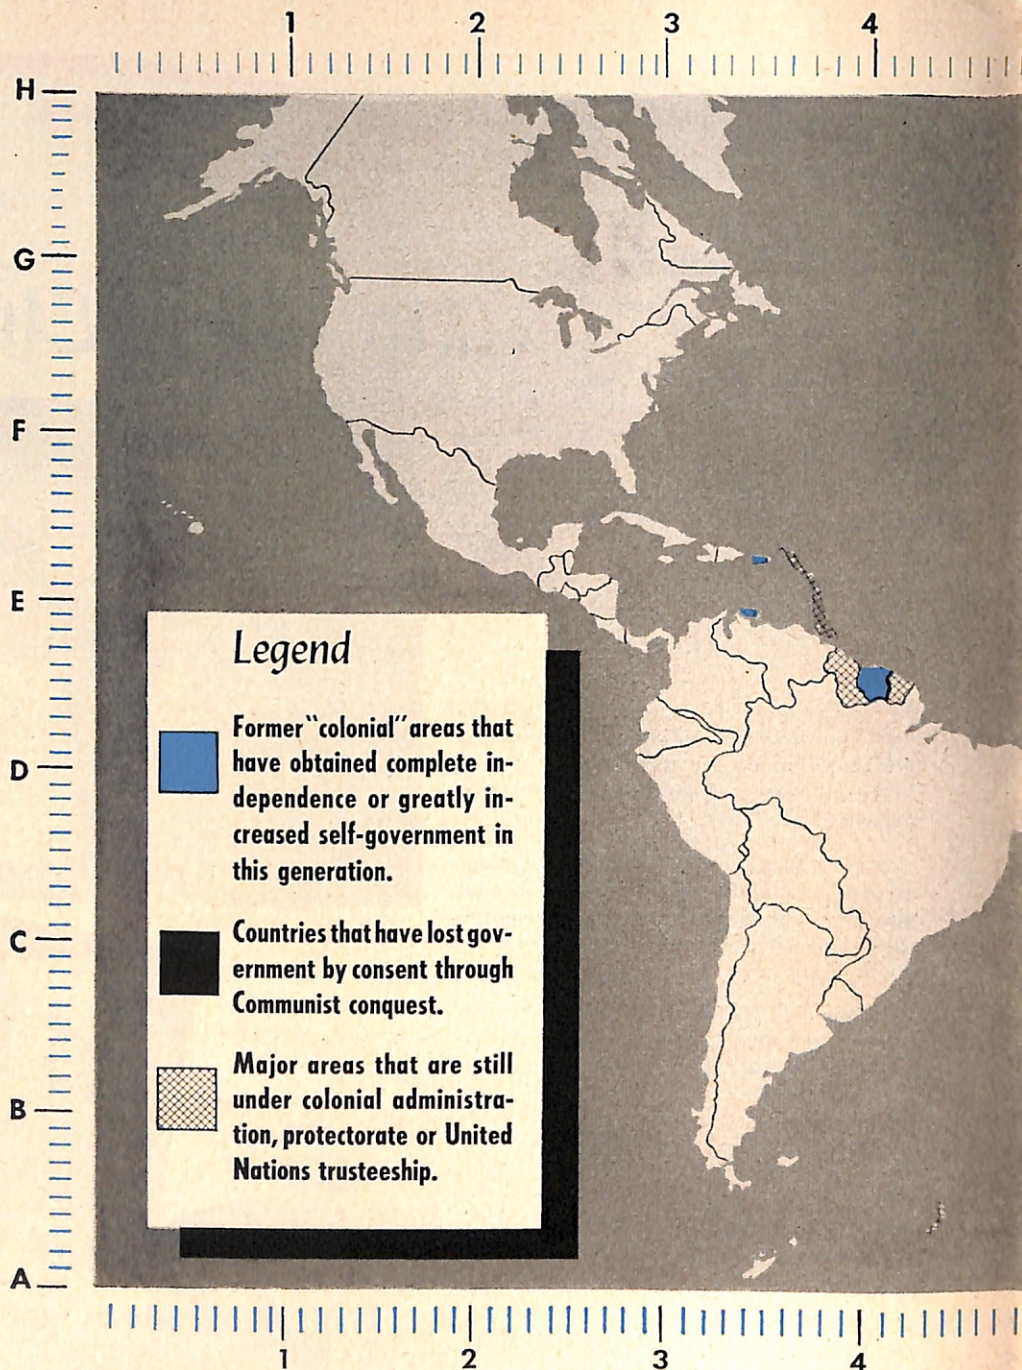 1 2 3 4
H
G
F
E
D
C
B
A
Legend
Former "colonial" areas that
have obtained complete in-
dependence or greatly in-
creased self-government in
this generation.
Countries that have lost gov-
ernment by consent through
Communist conquest.
Major areas that are still
under colonial administra-
tion, protectorate or United
Nations trusteeship.
1 2 3 4